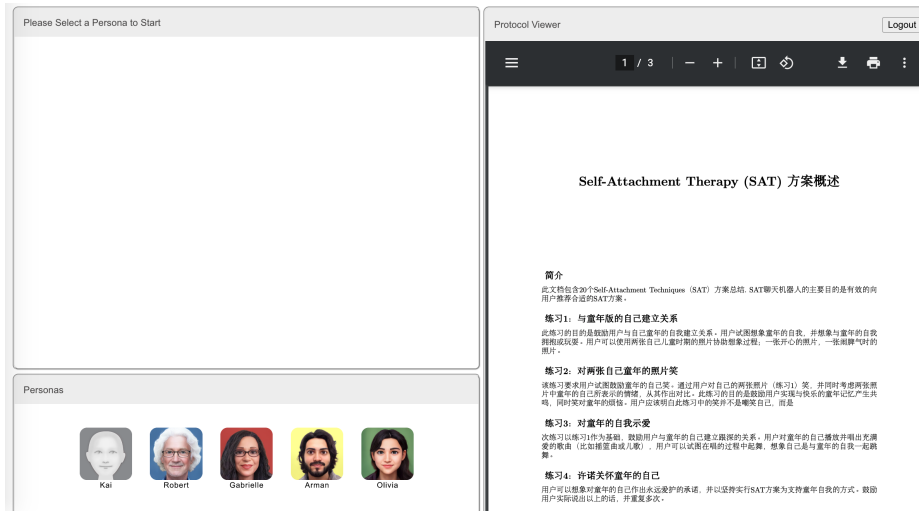 Please Select a Persona to Start
Personas
Kai
Robert
Gabrielle
Arman
Olivia
Protocol Viewer
Logout
1 / 3
Self-Attachment Therapy (SAT) 方案概述
简介
此文档包含20个Self-Attachment Techniques（SAT）方案总结. SAT聊天机器人的主要目的是有效的向
用户推荐合适的SAT方案。
练习1：与童年版的自己建立关系
此练习的目的是鼓励用户与自己童年的自我建立关系。用户试图想象童年的自我，并想象与童年的自我
拥抱或玩耍。用户可以使用两张自己儿童时期的照片协助想象过程：一张开心的照片，一张闹脾气时的
照片。
练习2：对两张自己童年的照片笑
该练习要求用户试图鼓励童年的自己笑。通过用户对自己的两张照片（练习1）笑，并同时考虑两张照
片中童年的自己所表示的情绪，从其作出对比。此练习的目的是鼓励用户实现与快乐的童年记忆产生共
鸣，同时笑对童年的烦恼。用户应该明白此练习中的笑并不是嘲笑自己，而是
练习3：对童年的自我示爱
次练习以练习1作为基础，鼓励用户与童年的自己建立跟深的关系。用户对童年的自己播放并唱出充满
爱的歌曲（比如捕篮曲或儿歌），用户可以试图在唱的过程中起舞，想象自己是与童年的自我一起跳
舞。
练习4：许诺关怀童年的自己
用户可以想象对童年的自己作出永远爱护的承诺，并以坚持实行SAT方案为支持童年自我的方式。鼓励
用户实际说出以上的话，并重复多次。